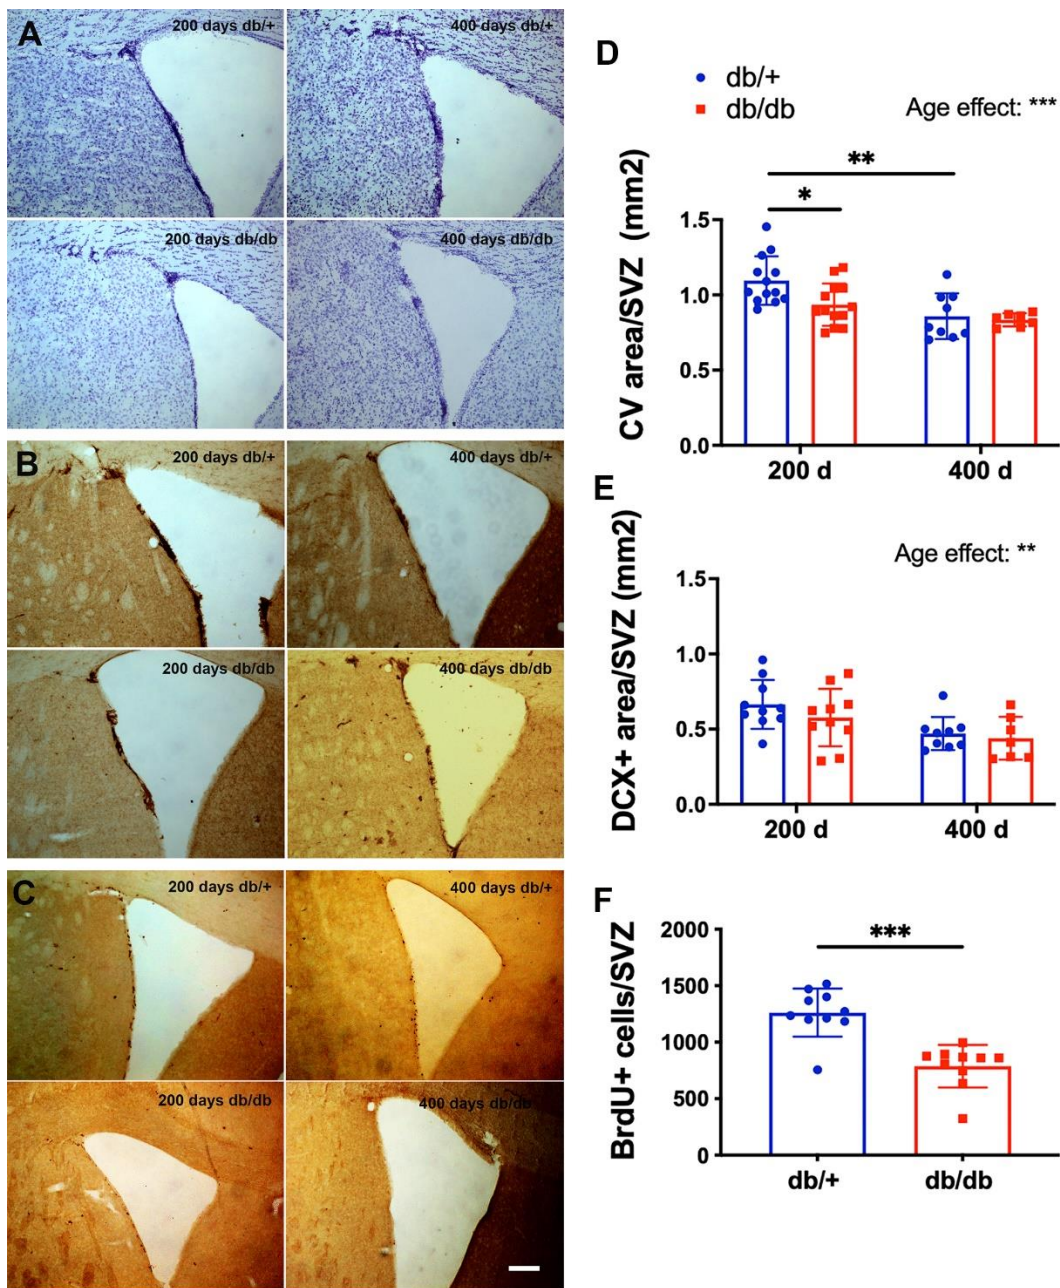 A
200 days db/+
400 days db/+
200 days db/db
400 days db/db
B
200 days db/+
400 days db/+
200 days db/db
400 days db/db
C
200 days db/+
400 days db/+
200 days db/db
400 days db/db
D
db/+
db/db
Age effect: ***
**
*
CV area/SVZ (mm2)
1.5
1.0
0.5
0.0
200 d
400 d
E
Age effect: **
DCX+ area/SVZ (mm2)
1.5
1.0
0.5
0.0
200 d
400 d
F
***
BrdU+ cells/SVZ
2000
1500
1000
500
0
db/+
db/db